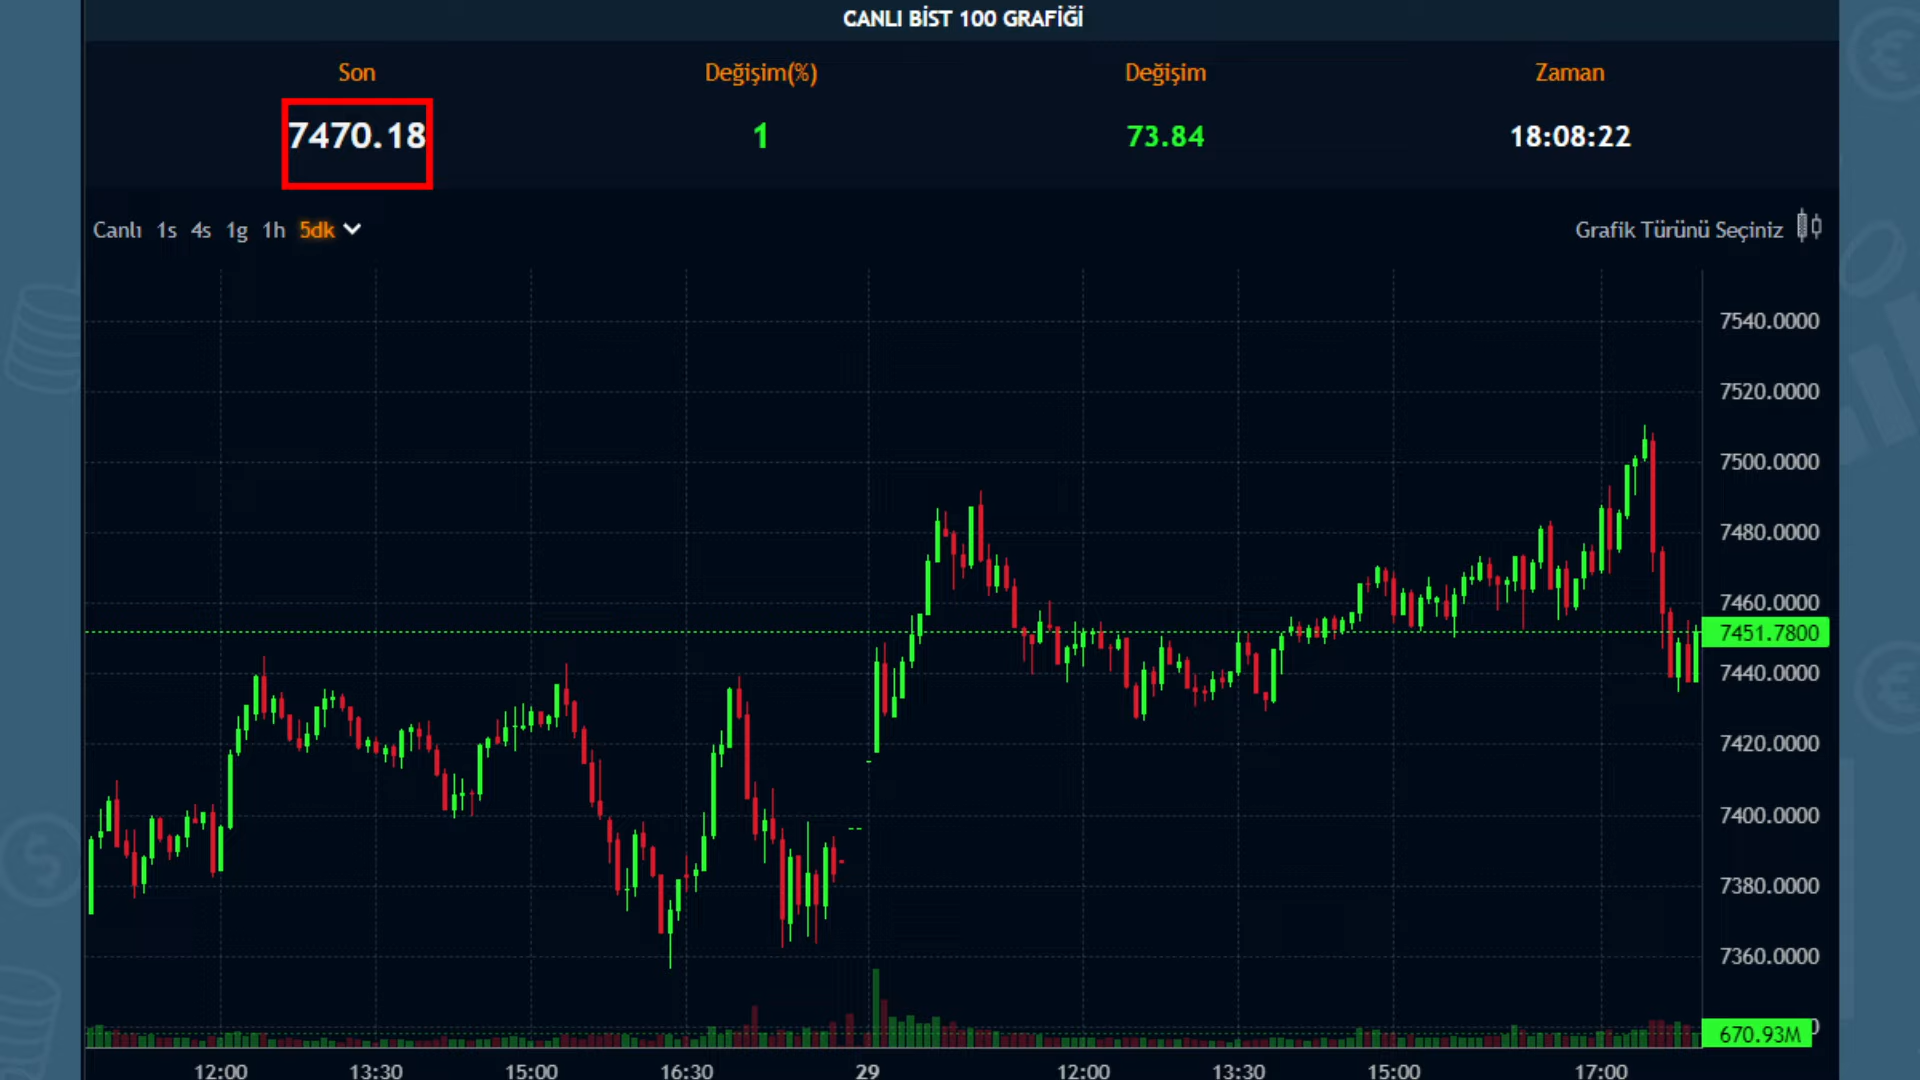 CANLI BİST 100 GRAFİĞİ
Son Değişim(%) Değişim Zaman
7470.18 1 73.84 18:08:22
Canlı 1s 4s 1g 1h 5dk Grafik Türünü Seçiniz
7540.0000
7520.0000
7500.0000
7480.0000
7460.0000
7451.7800
7440.0000
7420.0000
7400.0000
7380.0000
7360.0000
670.93M
12:00 13:30 15:00 16:30 29 12:00 13:30 15:00 17:00